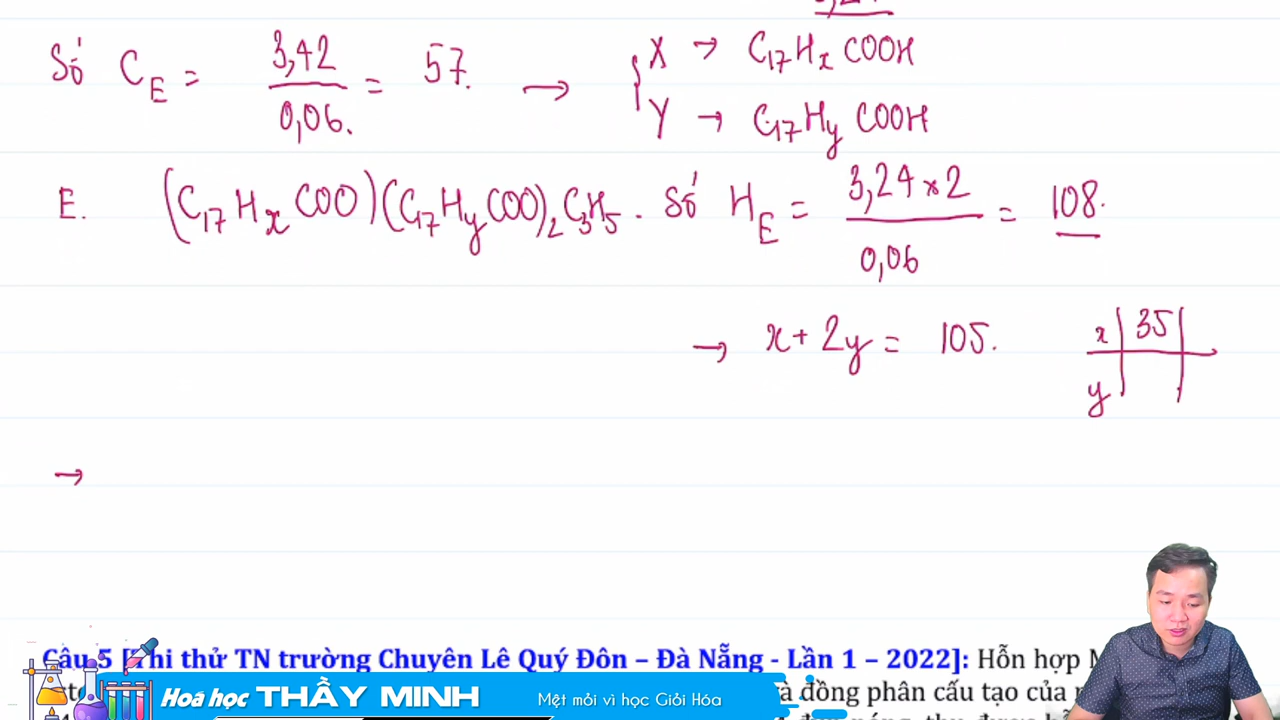 Số C_E = 3,42 / 0,06. = 57. → { X → C₁₇HₓCOOH
Y → C₁₇H_yCOOH
E. (C₁₇HₓCOO)(C₁₇H_yCOO)₂C₃H₅. Số H_E = 3,24×2 / 0,06 = 108.
→ x + 2y = 105. x | 35 |
y | |
→
Câu 5 [Thi thử TN trường Chuyên Lê Quý Đôn – Đà Nẵng - Lần 1 – 2022]: Hỗn hợp
đồng phân cấu tạo của
Hoá học THẦY MINH Mệt mỏi vì học Giỏi Hóa